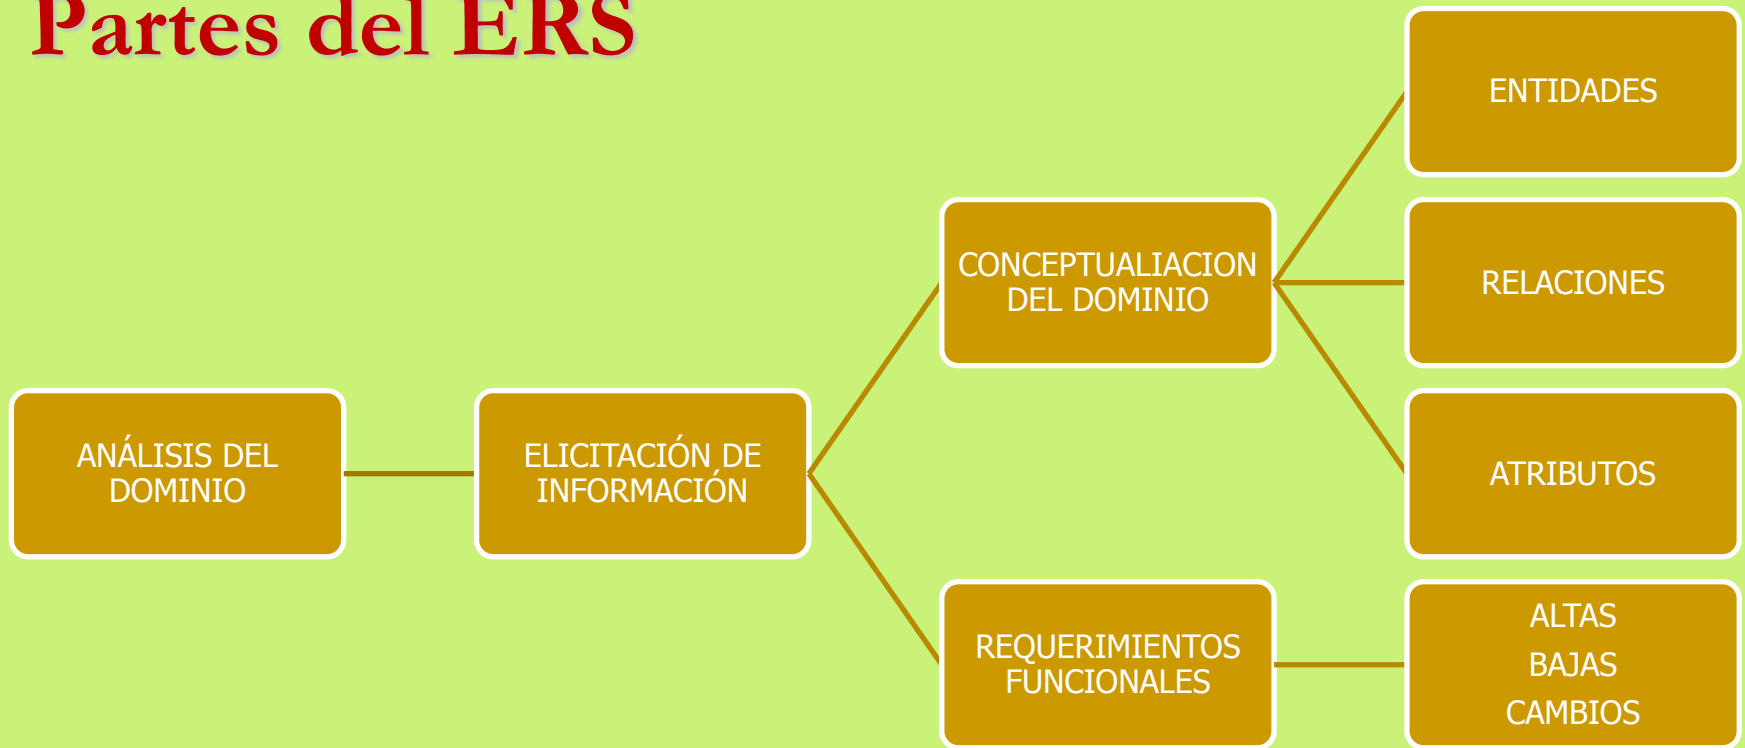 Partes del ERS
ANÁLISIS DEL
DOMINIO
ELICITACIÓN DE
INFORMACIÓN
CONCEPTUALIACION
DEL DOMINIO
ENTIDADES
RELACIONES
ATRIBUTOS
REQUERIMIENTOS
FUNCIONALES
ALTAS
BAJAS
CAMBIOS